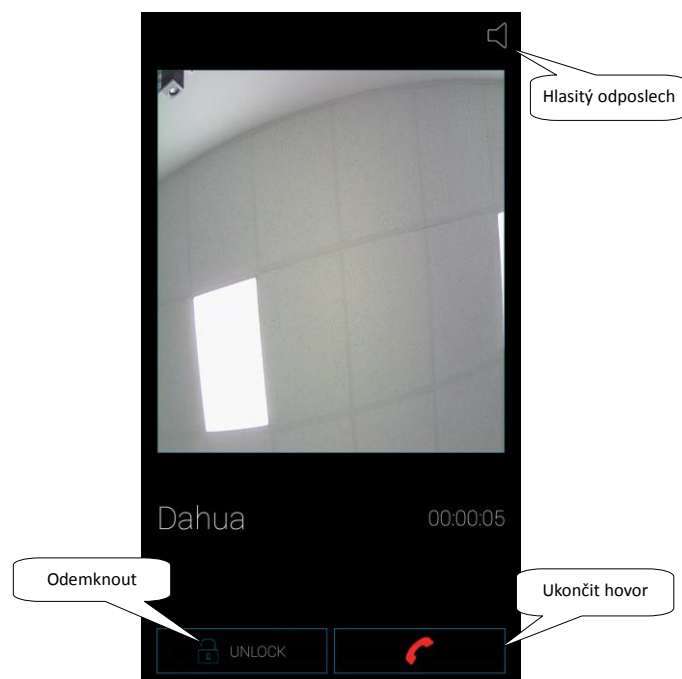 Hlasitý odposlech
Dahua
00:00:05
Odemknout
Ukončit hovor
UNLOCK